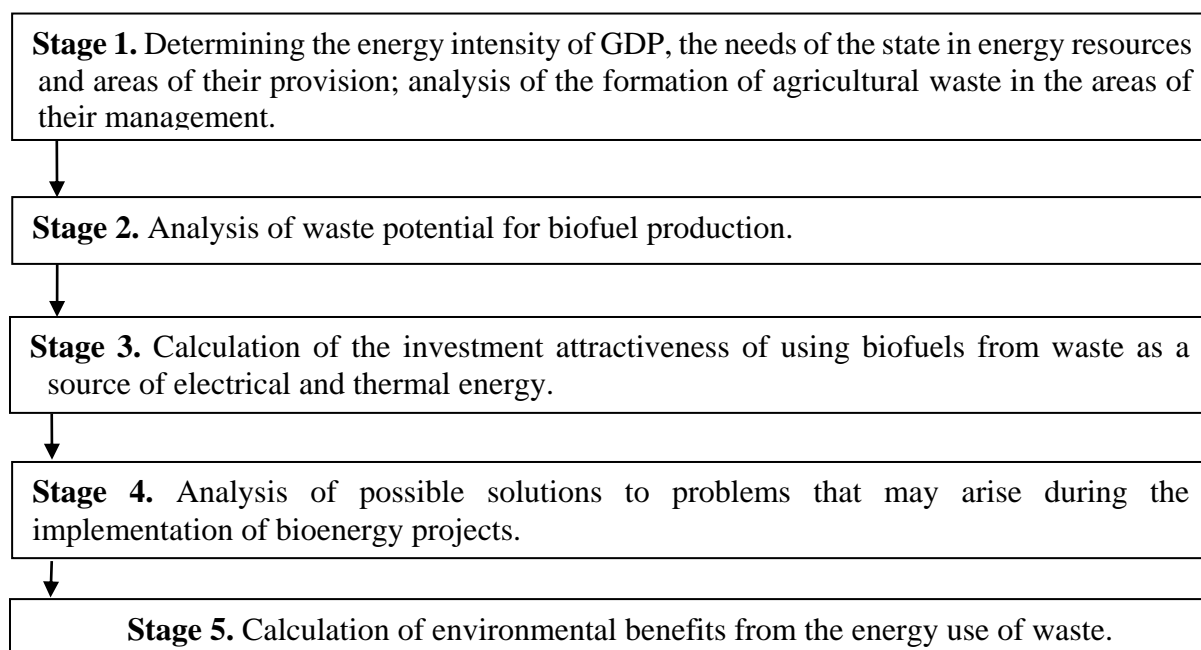 Stage 1. Determining the energy intensity of GDP, the needs of the state in energy resources
and areas of their provision; analysis of the formation of agricultural waste in the areas of
their management.
Stage 2. Analysis of waste potential for biofuel production.
Stage 3. Calculation of the investment attractiveness of using biofuels from waste as a
source of electrical and thermal energy.
Stage 4. Analysis of possible solutions to problems that may arise during the
implementation of bioenergy projects.
Stage 5. Calculation of environmental benefits from the energy use of waste.